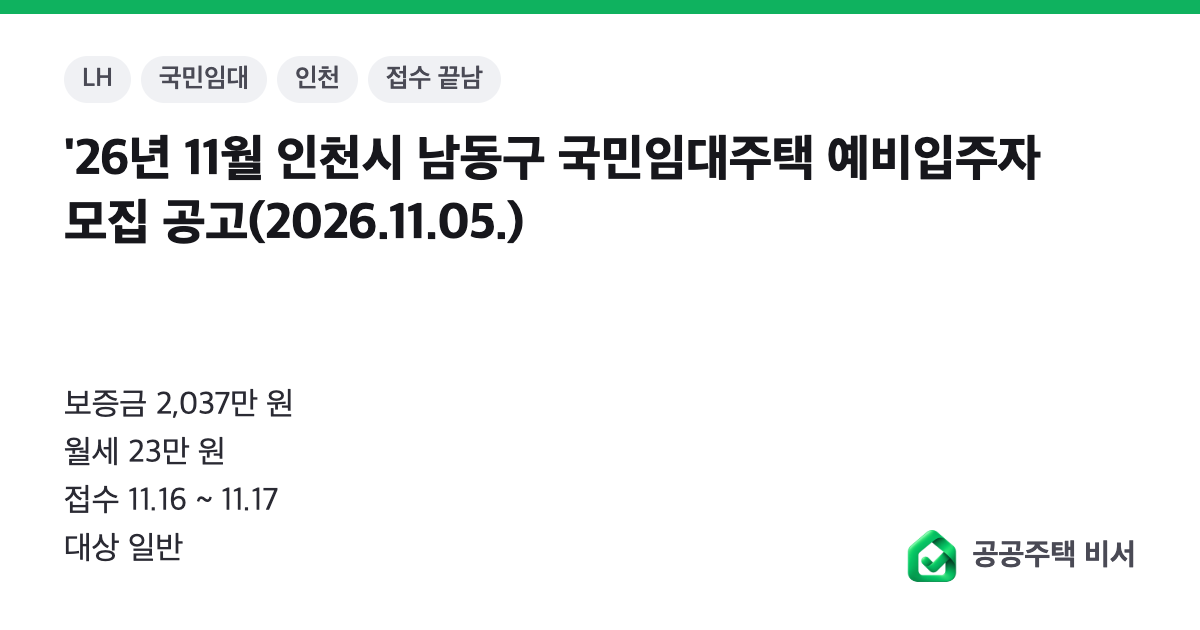 LH 국민임대 인천 접수 끝남
'26년 11월 인천시 남동구 국민임대주택 예비입주자
모집 공고(2026.11.05.)
보증금 2,037만 원
월세 23만 원
접수 11.16 ~ 11.17
대상 일반
공공주택 비서